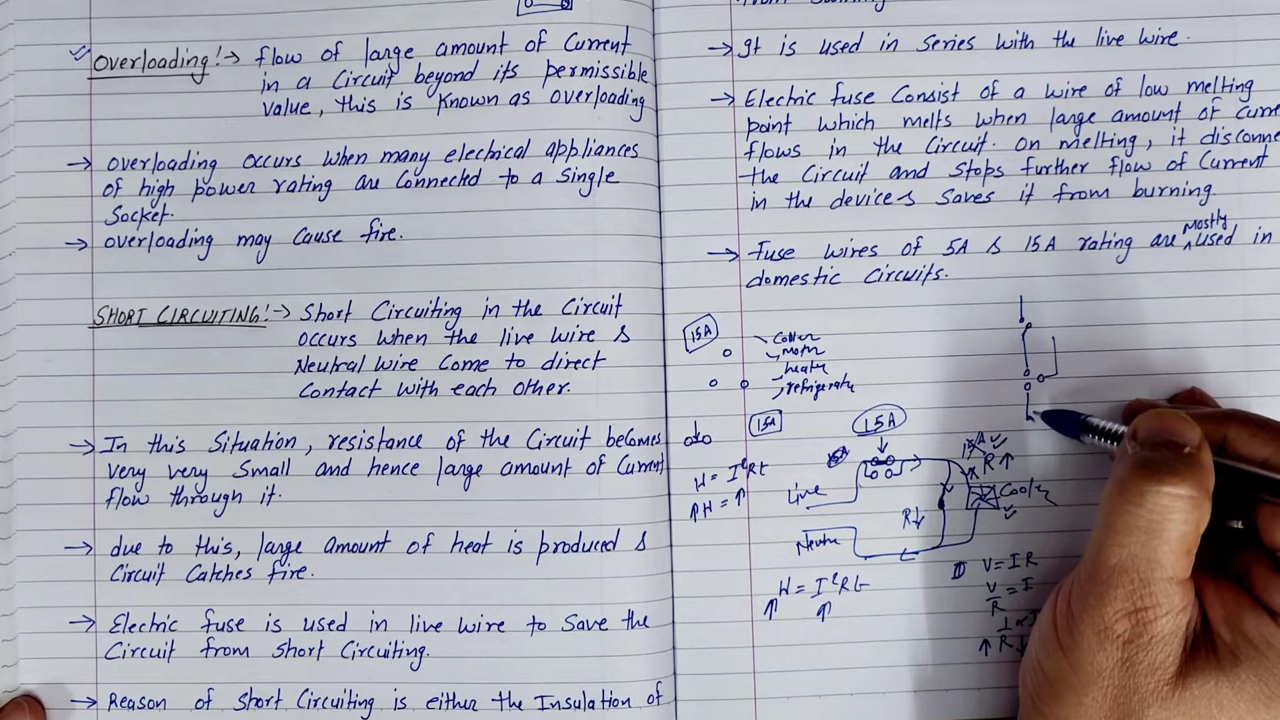 Overloading!→ flow of large amount of Current
in a Circuit beyond its permissible
value, this is Known as overloading
→ overloading occurs when many electrical appliances
of high power rating are Connected to a Single
Socket.
→ overloading may Cause fire.
SHORT CIRCUITING!→ Short Circuiting in the Circuit
occurs when the live wire &
Neutral wire Come to direct
Contact with each other.
→ In this Situation, resistance of the Circuit becomes
very very Small and hence large amount of Current
flow through it.
→ due to this, large amount of heat is produced &
Circuit Catches fire.
→ Electric fuse is used in live wire to Save the
Circuit from Short Circuiting.
→ Reason of Short Circuiting is either the Insulation of
→ It is used in Series with the live wire.
→ Electric fuse Consist of a wire of low melting
point which melts when large amount of Curre
flows in the Circuit. on melting, it disconne
the Circuit and Stops further flow of Current
in the device & Saves it from burning.
→ Fuse wires of 5A & 15A rating are Mostly used in
domestic Circuits.
15A
Cooler
Motor
heater
refrigerator
15A
15A
H = I²Rt
↑H = ↑
Live
15A
R↑
Cooler
R↓
H = I²Rt
↑ ↑
V = IR
V/R = I
↑R↓